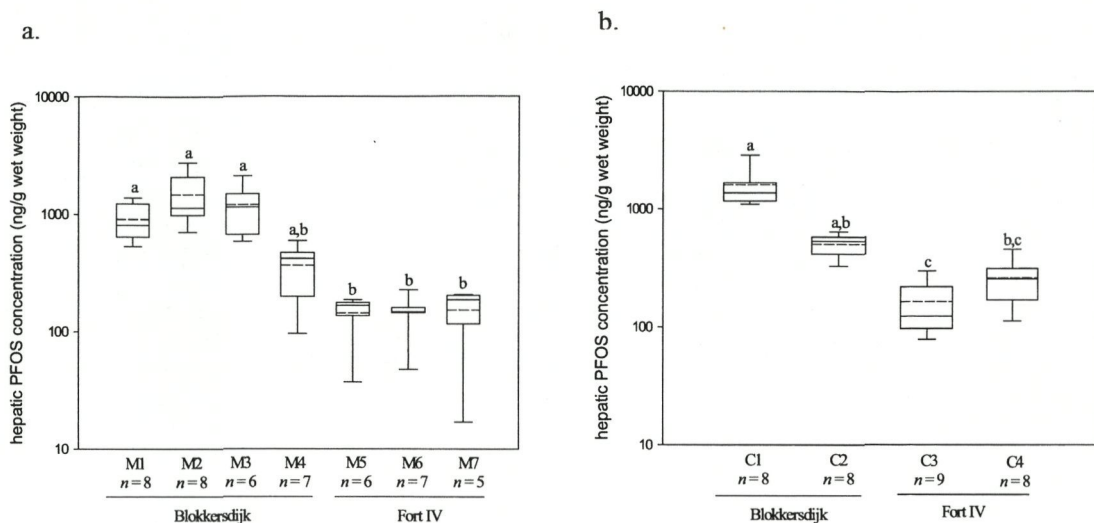 a.
hepatic PFOS concentration (ng/g wet weight)
10000
1000
100
10
a
a
a
a,b
b
b
b
M1 M2 M3 M4 M5 M6 M7
n=8 n=8 n=6 n=7 n=6 n=7 n=5
Blokkersdijk Fort IV
b.
hepatic PFOS concentration (ng/g wet weight)
10000
1000
100
10
a
a,b
c
b,c
C1 C2 C3 C4
n=8 n=8 n=9 n=8
Blokkersdijk Fort IV